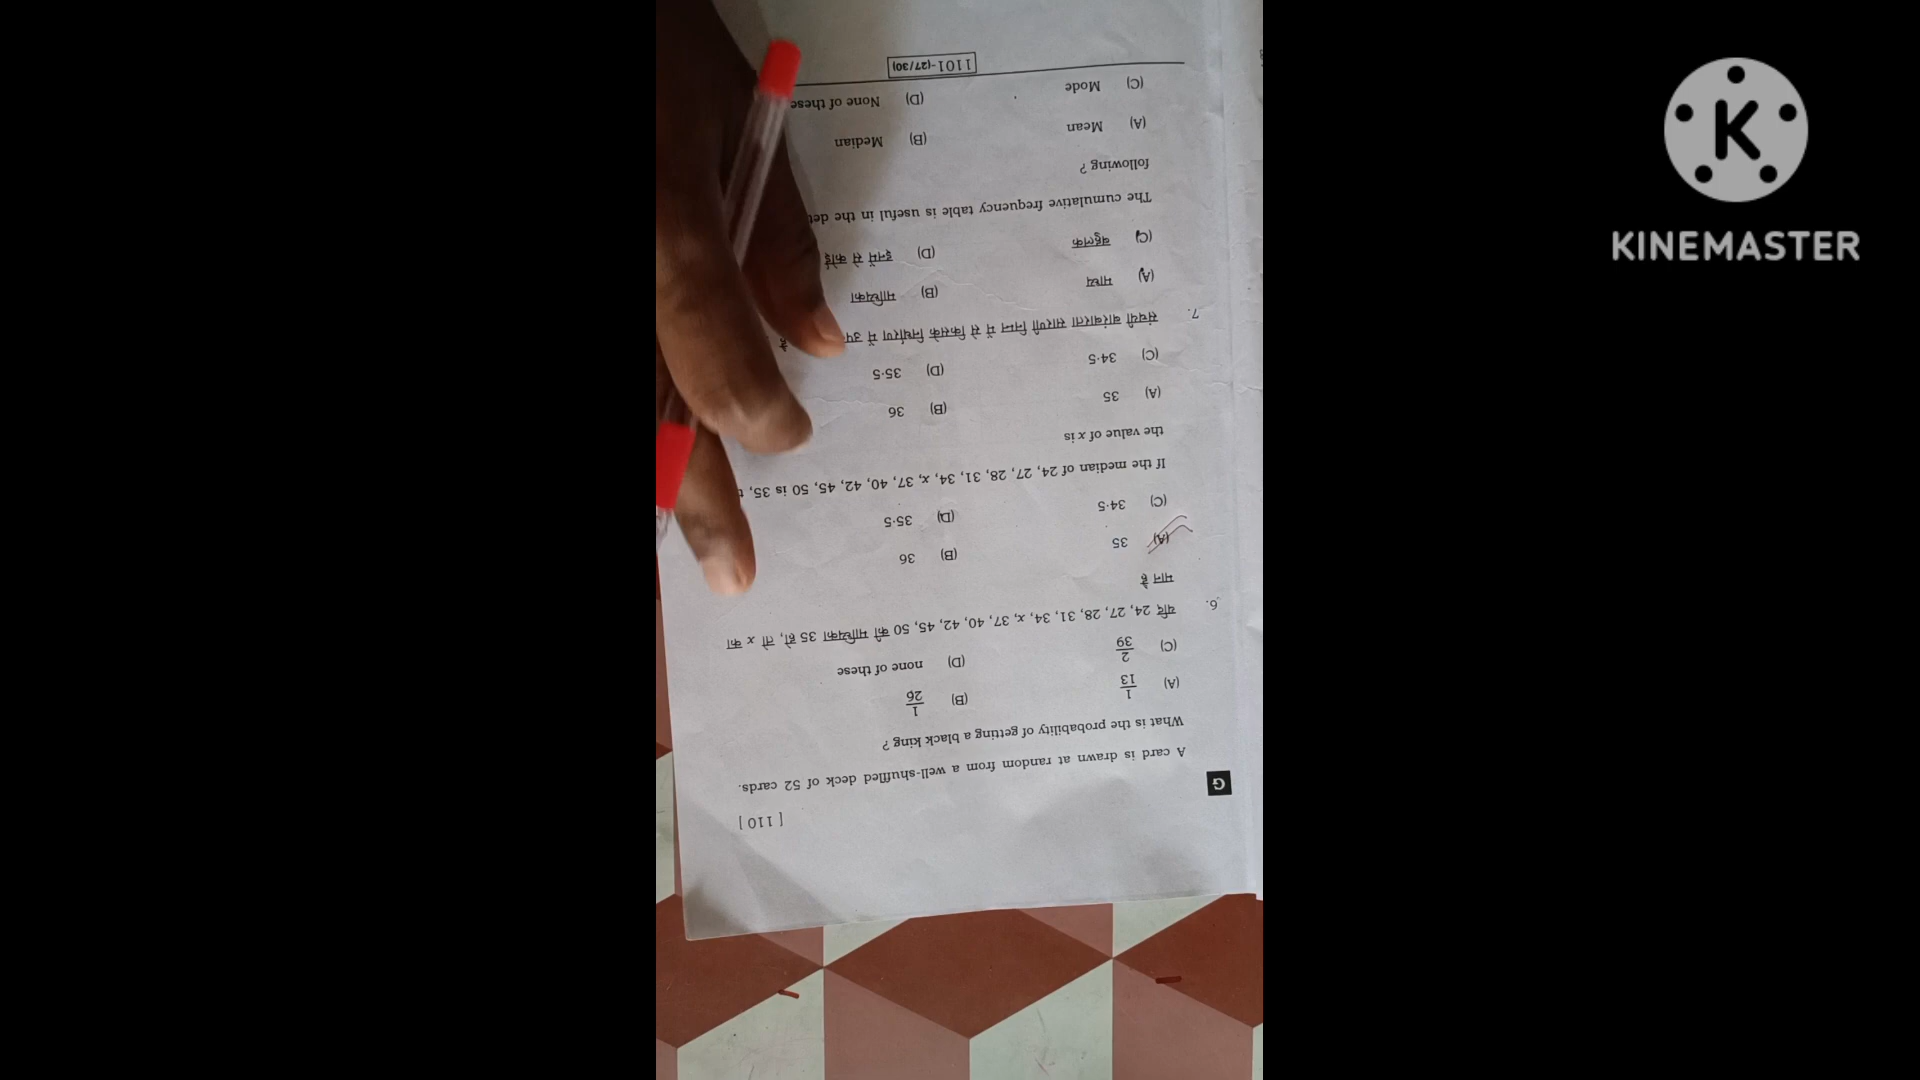 [ 110 ]
G
A card is drawn at random from a well-shuffled deck of 52 cards.
What is the probability of getting a black king ?
(A) 1/13 (B) 1/26
(C) 2/39 (D) none of these
6. यदि 24, 27, 28, 31, 34, x, 37, 40, 42, 45, 50 की माध्यिका 35 हो, तो x का
मान है
(A) 35 (B) 36
(C) 34·5 (D) 35·5
If the median of 24, 27, 28, 31, 34, x, 37, 40, 42, 45, 50 is 35,
the value of x is
(A) 35 (B) 36
(C) 34·5 (D) 35·5
7. संचयी बारंबारता सारणी निम्न में से किसके निर्धारण में है
(A) माध्य (B) माध्यिका
(C) बहुलक (D) इनमें से कोई
The cumulative frequency table is useful in the
following ?
(A) Mean (B) Median
(C) Mode (D) None of these
1101-(27/30)
K
KINEMASTER